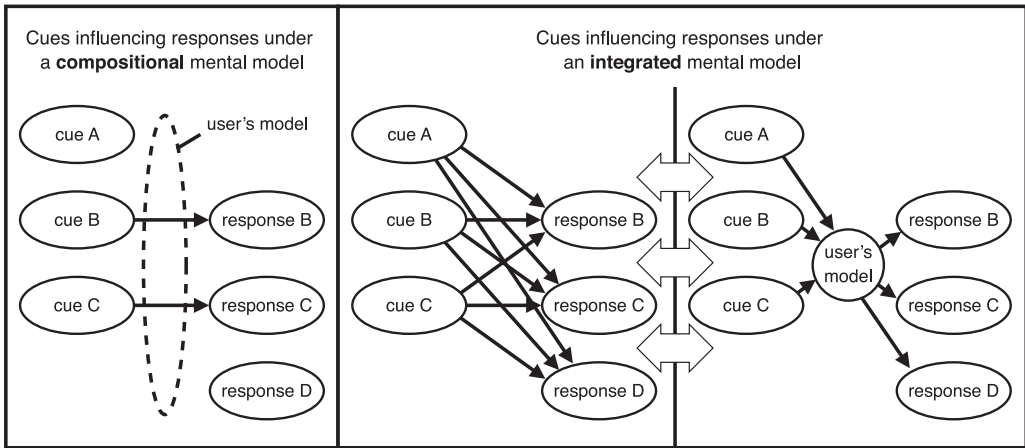 Cues influencing responses under
a compositional mental model
cue A
user's model
cue B
response B
cue C
response C
response D
Cues influencing responses under
an integrated mental model
cue A
cue B
response B
cue C
response C
response D
cue A
cue B
response B
user's
model
cue C
response C
response D